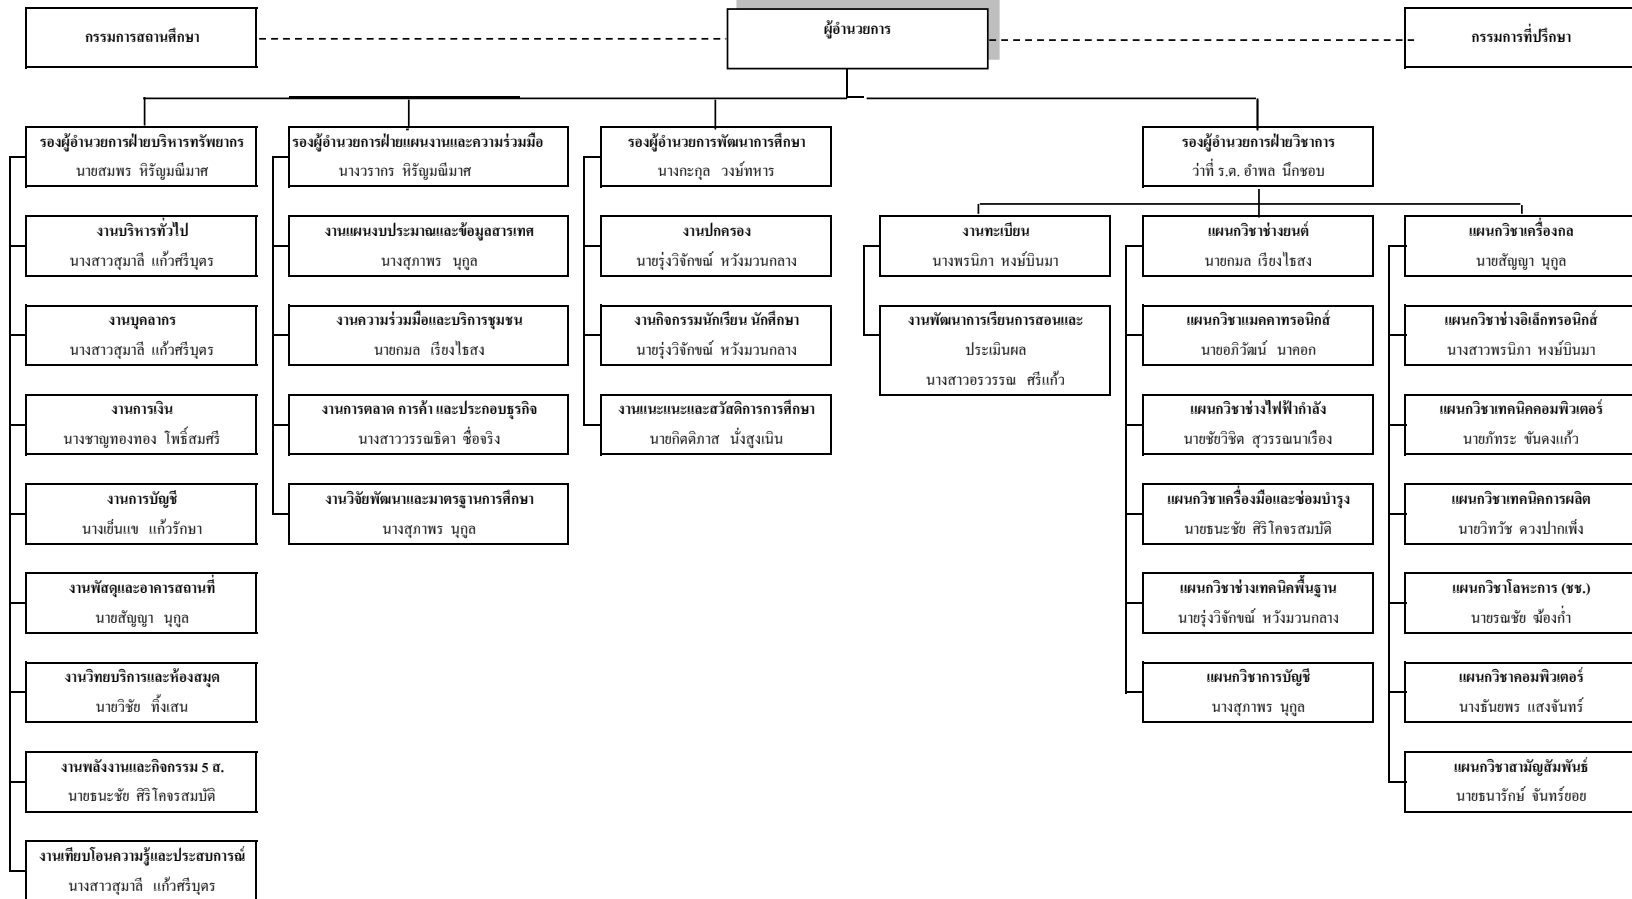 กรรมการสถานศึกษา
ผู้อำนวยการ
กรรมการที่ปรึกษา
รองผู้อำนวยการฝ่ายบริหารทรัพยากร
นายสมพร หิรัญมณีมาศ
งานบริหารทั่วไป
นางสาวสุมาลี แก้วศรีบุตร
งานบุคลากร
นางสาวสุมาลี แก้วศรีบุตร
งานการเงิน
นางชาญทองทอง โพธิ์สมศรี
งานการบัญชี
นางเย็นแข แก้วรักษา
งานพัสดุและอาคารสถานที่
นายสัญญา นุกูล
งานวิทยบริการและห้องสมุด
นายวิชัย ทิ้งเสน
งานพลังงานและกิจกรรม 5 ส.
นายธนะชัย ศิริโคจรสมบัติ
งานเทียบโอนความรู้และประสบการณ์
นางสาวสุมาลี แก้วศรีบุตร
รองผู้อำนวยการฝ่ายแผนงานและความร่วมมือ
นางวรากร หิรัญมณีมาศ
งานแผนงบประมาณและข้อมูลสารเทศ
นางสุภาพร นุกูล
งานความร่วมมือและบริการชุมชน
นายกมล เรียงไธสง
งานการตลาด การค้า และประกอบธุรกิจ
นางสาววรรณธิดา ซื่อจริง
งานวิจัยพัฒนาและมาตรฐานการศึกษา
นางสุภาพร นุกูล
รองผู้อำนวยการพัฒนาการศึกษา
นางกะกุล วงษ์ทหาร
งานปกครอง
นายรุ่งวิจักขณ์ หวังมวนกลาง
งานกิจกรรมนักเรียน นักศึกษา
นายรุ่งวิจักขณ์ หวังมวนกลาง
งานแนะแนะและสวัสดิการการศึกษา
นายกิตติภาส นั่งสูงเนิน
รองผู้อำนวยการฝ่ายวิชาการ
ว่าที่ ร.ต. อำพล นึกชอบ
งานทะเบียน
นางพรนิภา หงษ์บินมา
งานพัฒนาการเรียนการสอนและ
ประเมินผล
นางสาวอรวรรณ ศรีแก้ว
แผนกวิชาช่างยนต์
นายกมล เรียงไธสง
แผนกวิชาแมคคาทรอนิกส์
นายอภิวัฒน์ นาคอก
แผนกวิชาช่างไฟฟ้ากำลัง
นายชัยวิชิต สุวรรณนาเรือง
แผนกวิชาเครื่องมือและซ่อมบำรุง
นายธนะชัย ศิริโคจรสมบัติ
แผนกวิชาช่างเทคนิคพื้นฐาน
นายรุ่งวิจักขณ์ หวังมวนกลาง
แผนกวิชาการบัญชี
นางสุภาพร นุกูล
แผนกวิชาเครื่องกล
นายสัญญา นุกูล
แผนกวิชาช่างอิเล็กทรอนิกส์
นางสาวพรนิภา หงษ์บินมา
แผนกวิชาเทคนิคคอมพิวเตอร์
นายภัทระ ขันดงแก้ว
แผนกวิชาเทคนิคการผลิต
นายวิทวัช ดวงปากเพ็ง
แผนกวิชาโลหะการ (ชช.)
นายรณชัย ฆ้องก่ำ
แผนกวิชาคอมพิวเตอร์
นางธันยพร แสงจันทร์
แผนกวิชาสามัญสัมพันธ์
นายธนารักษ์ จันทร์ยอย